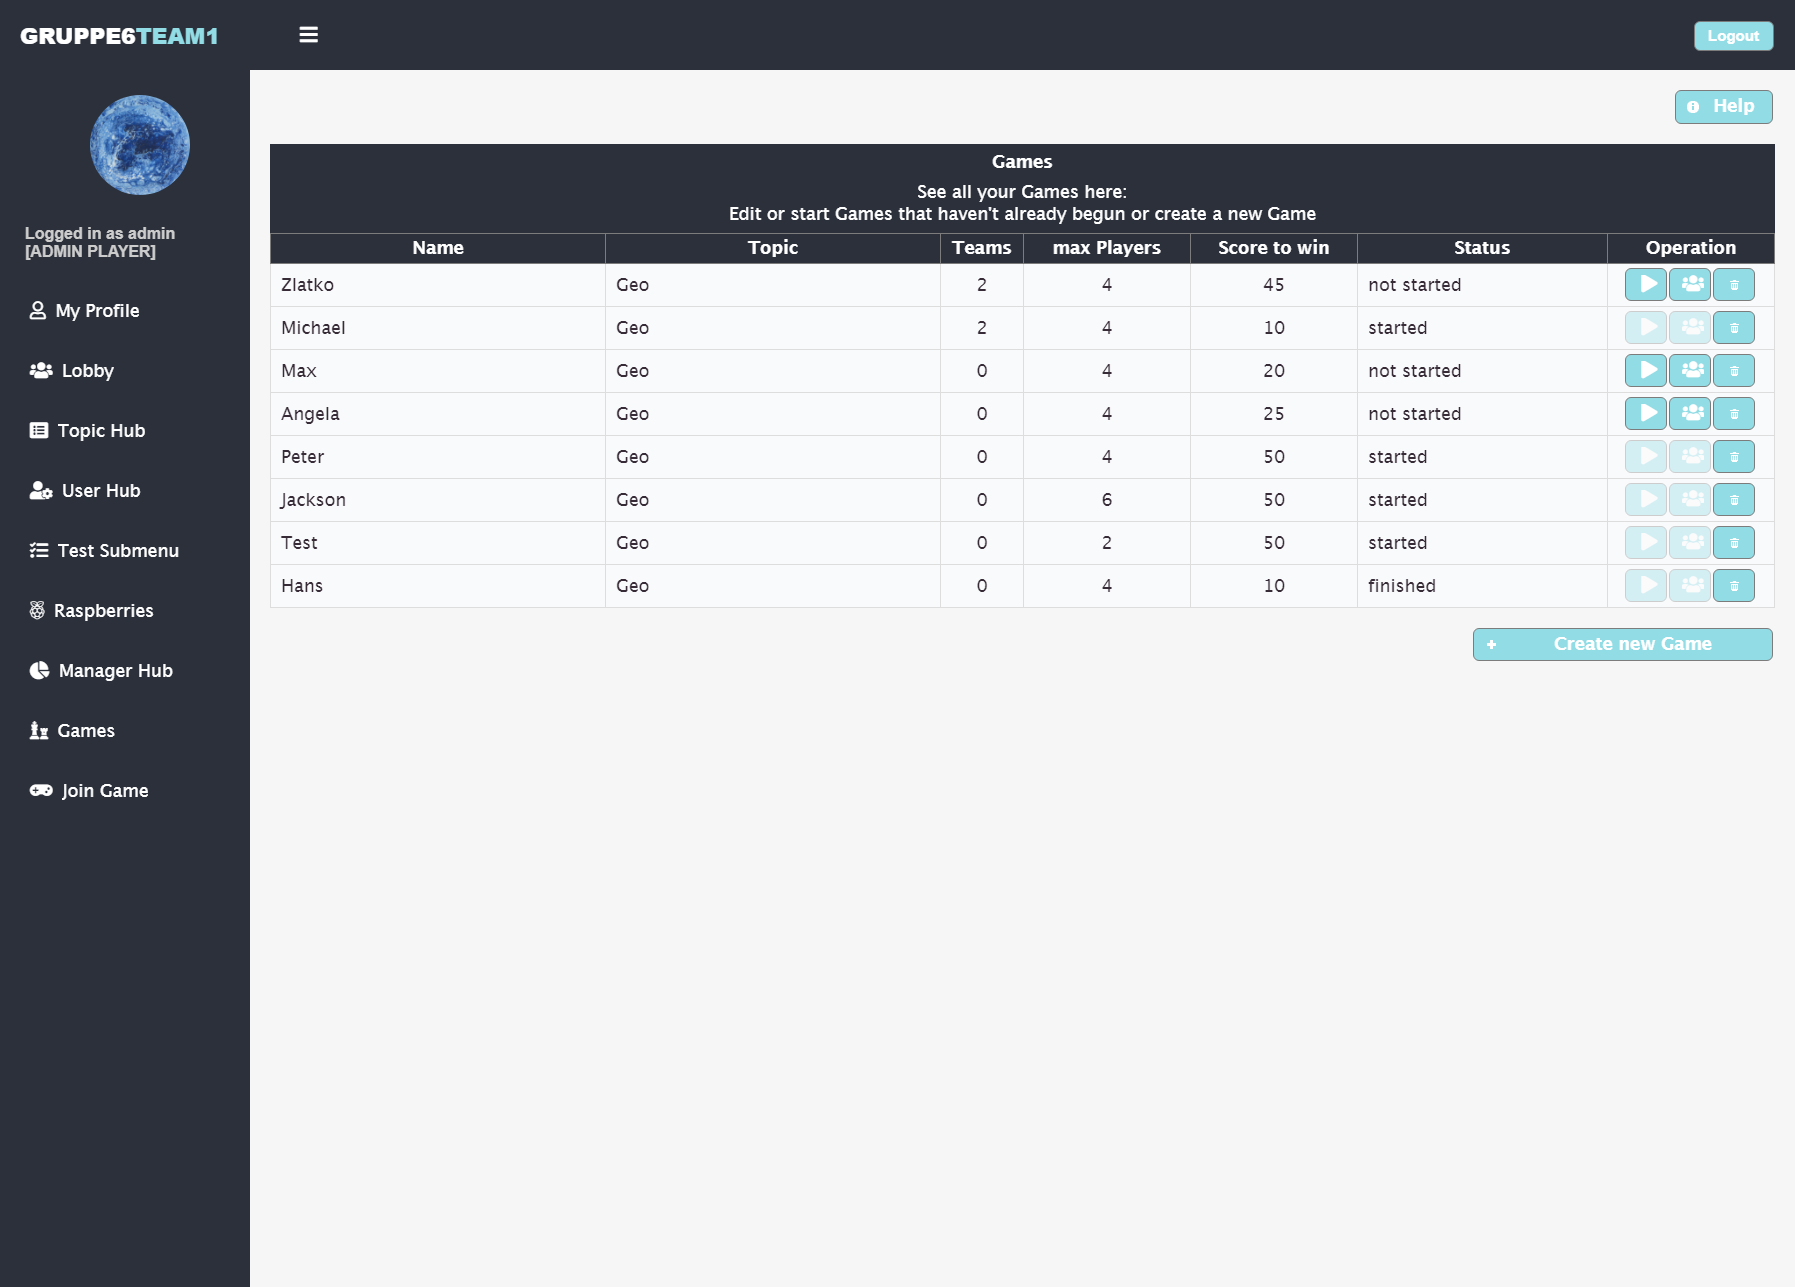 GRUPPE6TEAM1
Logout
Logged in as admin
[ADMIN PLAYER]
My Profile
Lobby
Topic Hub
User Hub
Test Submenu
Raspberries
Manager Hub
Games
Join Game
Help
Games
See all your Games here:
Edit or start Games that haven't already begun or create a new Game
Name Topic Teams max Players Score to win Status Operation
Zlatko Geo 2 4 45 not started
Michael Geo 2 4 10 started
Max Geo 0 4 20 not started
Angela Geo 0 4 25 not started
Peter Geo 0 4 50 started
Jackson Geo 0 6 50 started
Test Geo 0 2 50 started
Hans Geo 0 4 10 finished
Create new Game